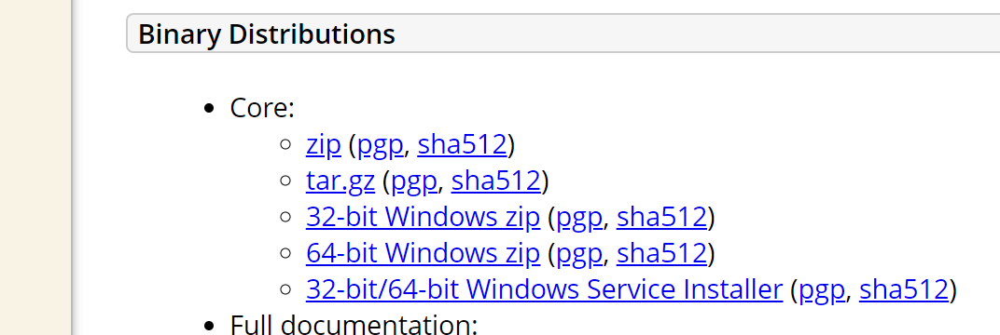 Binary Distributions
Core:
zip (pgp, sha512)
tar.gz (pgp, sha512)
32-bit Windows zip (pgp, sha512)
64-bit Windows zip (pgp, sha512)
32-bit/64-bit Windows Service Installer (pgp, sha512)
Full documentation: